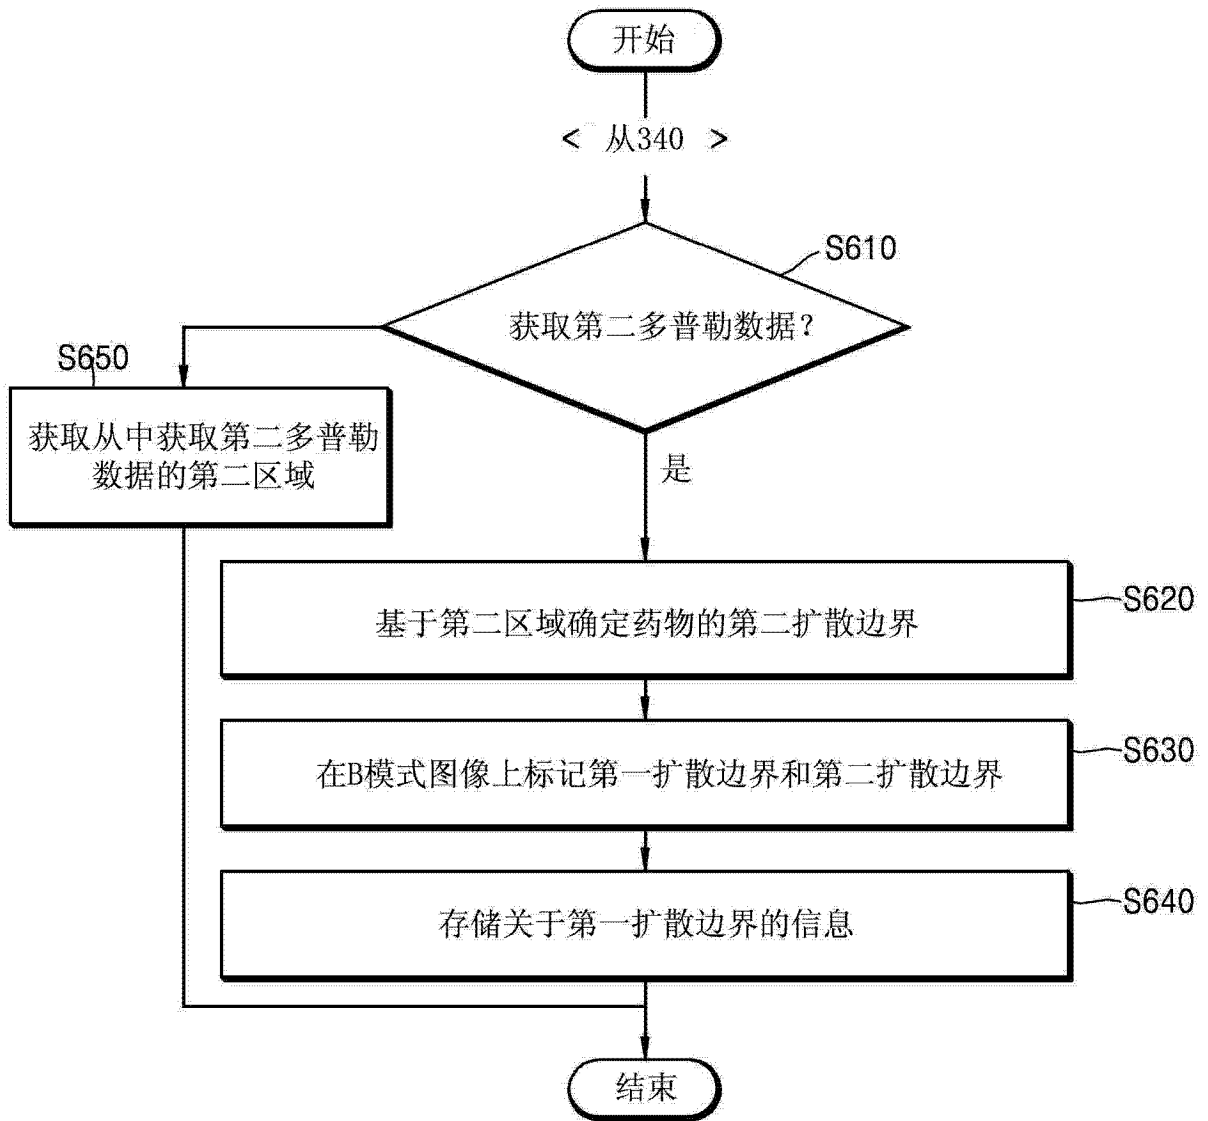 开始
< 从340 >
S610
获取第二多普勒数据？
S650
获取从中获取第二多普勒
数据的第二区域
是
基于第二区域确定药物的第二扩散边界
S620
在B模式图像上标记第一扩散边界和第二扩散边界
S630
存储关于第一扩散边界的信息
S640
结束